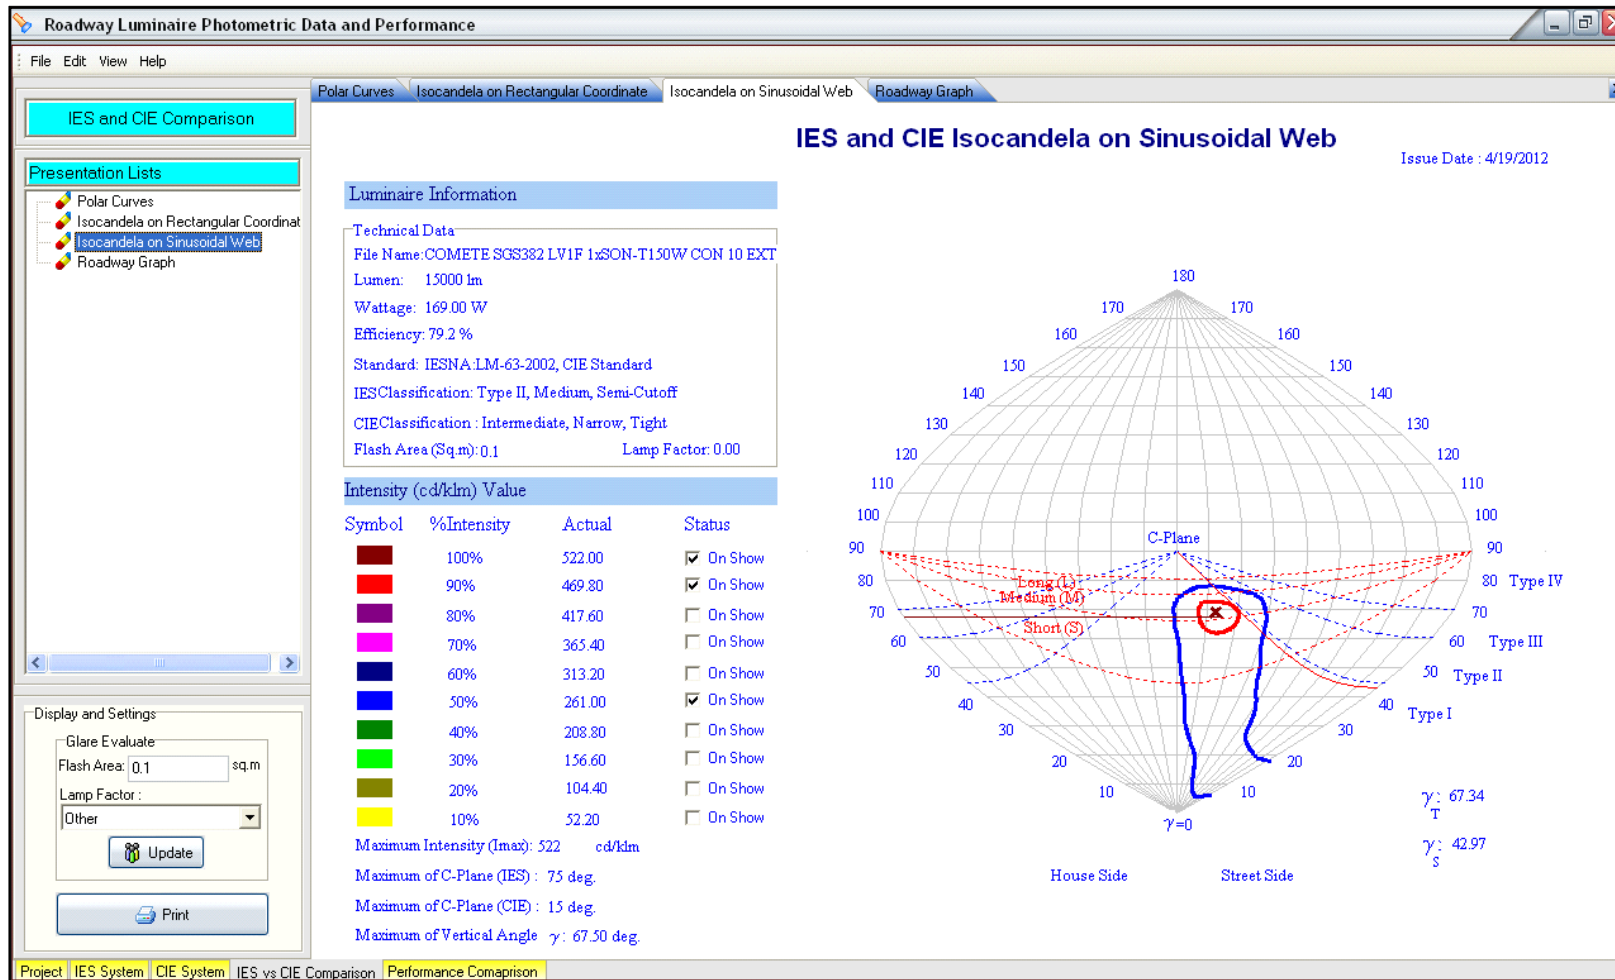 Roadway Luminaire Photometric Data and Performance
File Edit View Help
IES and CIE Comparison
Presentation Lists
Polar Curves
Isocandela on Rectangular Coordinat
Isocandela on Sinusoidal Web
Roadway Graph
Display and Settings
Glare Evaluate
Flash Area: 0.1 sq.m
Lamp Factor :
Other
Update
Print
Polar Curves Isocandela on Rectangular Coordinate Isocandela on Sinusoidal Web Roadway Graph
IES and CIE Isocandela on Sinusoidal Web
Issue Date : 4/19/2012
Luminaire Information
Technical Data
File Name:COMETE SGS382 LV1F 1xSON-T150W CON 10 EXT
Lumen: 15000 lm
Wattage: 169.00 W
Efficiency: 79.2 %
Standard: IESNA:LM-63-2002, CIE Standard
IESClassification: Type II, Medium, Semi-Cutoff
CIEClassification : Intermediate, Narrow, Tight
Flash Area (Sq.m): 0.1 Lamp Factor: 0.00
Intensity (cd/klm) Value
Symbol %Intensity Actual Status
100% 522.00 On Show
90% 469.80 On Show
80% 417.60 On Show
70% 365.40 On Show
60% 313.20 On Show
50% 261.00 On Show
40% 208.80 On Show
30% 156.60 On Show
20% 104.40 On Show
10% 52.20 On Show
Maximum Intensity (Imax): 522 cd/klm
Maximum of C-Plane (IES) : 75 deg.
Maximum of C-Plane (CIE) : 15 deg.
Maximum of Vertical Angle γ: 67.50 deg.
180
170 170
160 160
150 150
140 140
130 130
120 120
110 110
100 100
C-Plane
90 90
80 Long (L) 80 Type IV
Medium (M)
70 70
Short (S)
60 60 Type III
50 50 Type II
40 40 Type I
30 30
20 20
10 10
γ=0
γT: 67.34
γS: 42.97
House Side Street Side
Project IES System CIE System IES vs CIE Comparison Performance Comaprison